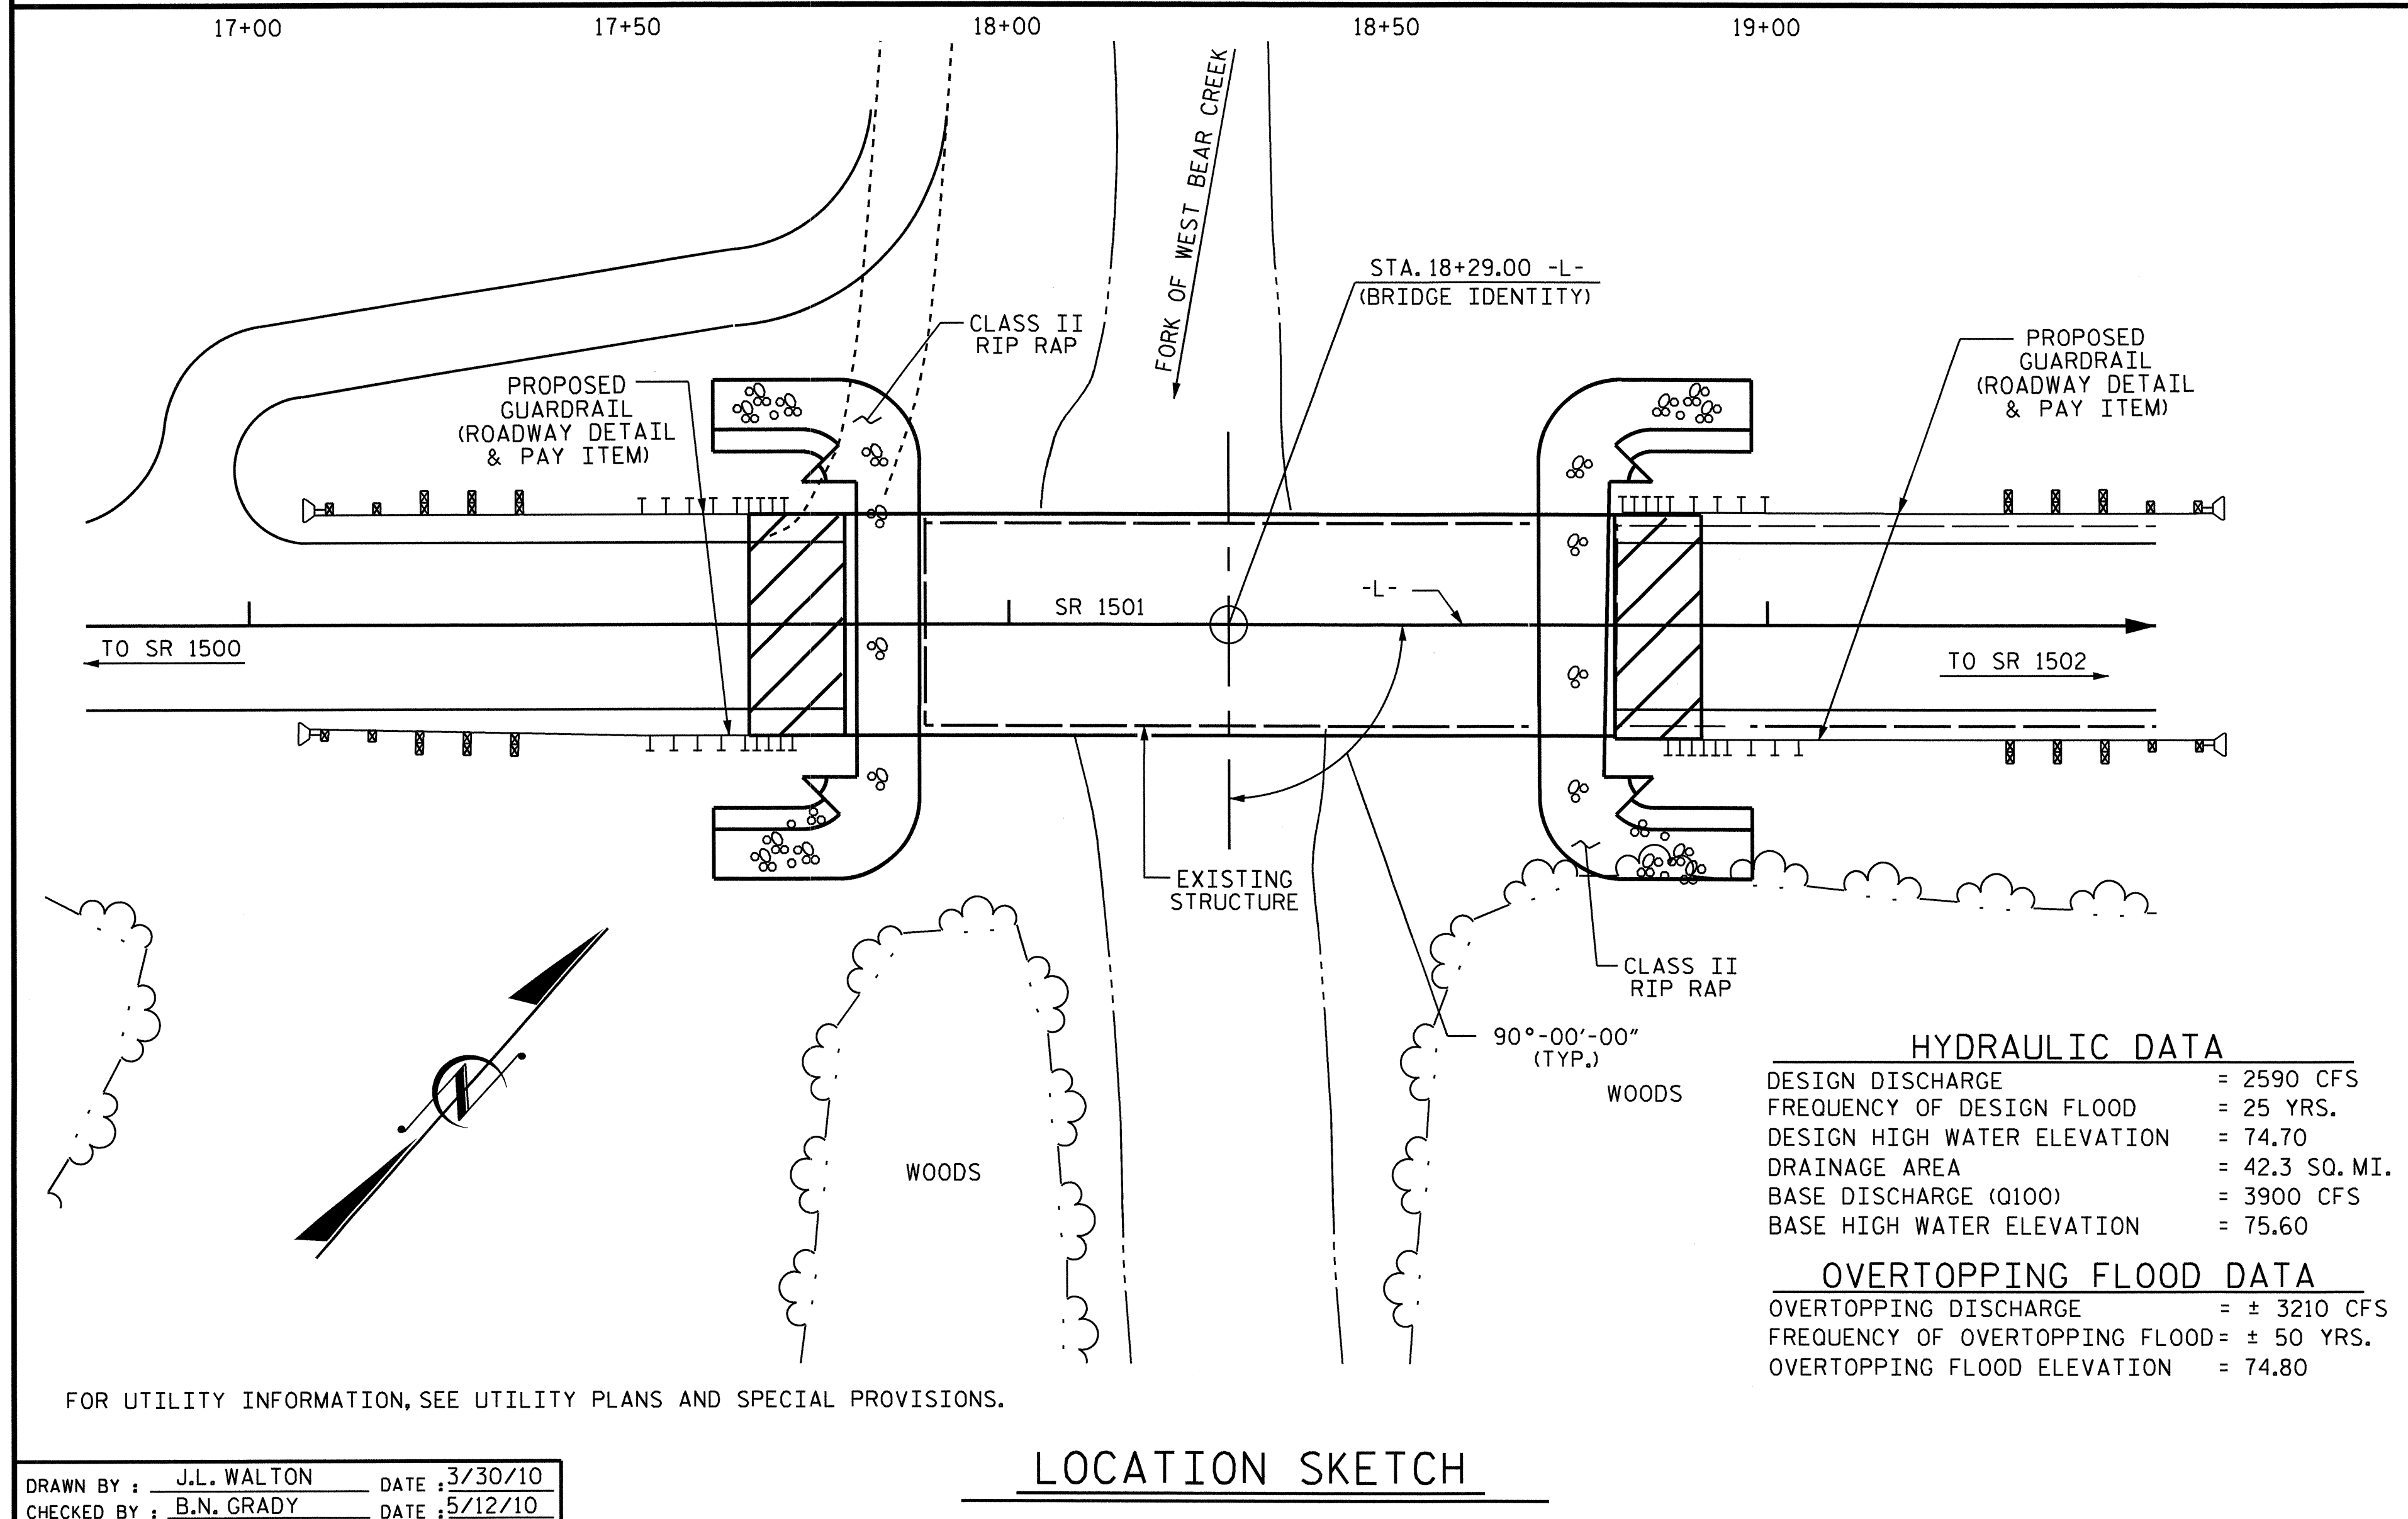 17+00 17+50 18+00 18+50 19+00
FORK OF WEST BEAR CREEK
STA. 18+29.00 -L-
(BRIDGE IDENTITY)
CLASS II
RIP RAP
PROPOSED
GUARDRAIL
(ROADWAY DETAIL
& PAY ITEM)
PROPOSED
GUARDRAIL
(ROADWAY DETAIL
& PAY ITEM)
SR 1501
-L-
TO SR 1500
TO SR 1502
EXISTING
STRUCTURE
CLASS II
RIP RAP
90°-00'-00"
(TYP.)
WOODS
WOODS
N
HYDRAULIC DATA
DESIGN DISCHARGE = 2590 CFS
FREQUENCY OF DESIGN FLOOD = 25 YRS.
DESIGN HIGH WATER ELEVATION = 74.70
DRAINAGE AREA = 42.3 SQ. MI.
BASE DISCHARGE (Q100) = 3900 CFS
BASE HIGH WATER ELEVATION = 75.60
OVERTOPPING FLOOD DATA
OVERTOPPING DISCHARGE = ± 3210 CFS
FREQUENCY OF OVERTOPPING FLOOD = ± 50 YRS.
OVERTOPPING FLOOD ELEVATION = 74.80
FOR UTILITY INFORMATION, SEE UTILITY PLANS AND SPECIAL PROVISIONS.
LOCATION SKETCH
DRAWN BY : J.L. WALTON DATE : 3/30/10
CHECKED BY : B.N. GRADY DATE : 5/12/10